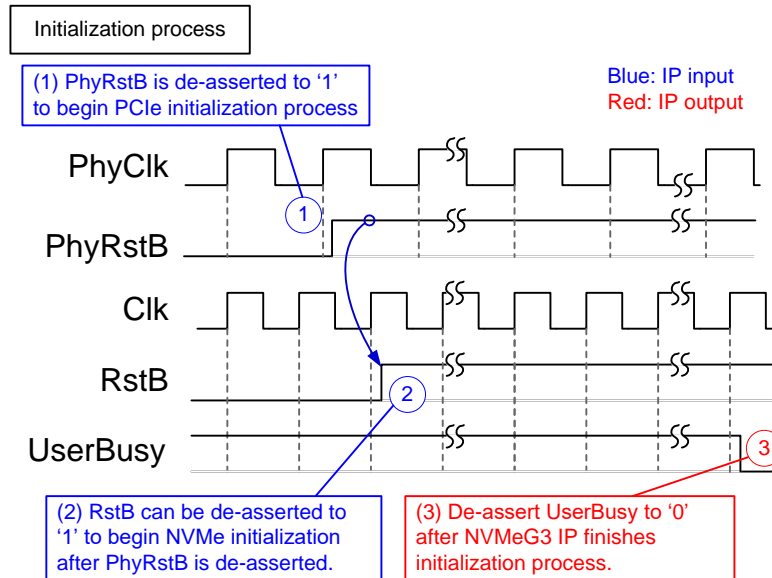 Initialization process
(1) PhyRstB is de-asserted to ‘1’
to begin PCIe initialization process
Blue: IP input
Red: IP output
PhyClk
1
PhyRstB
Clk
RstB
2
UserBusy
3
(2) RstB can be de-asserted to
‘1’ to begin NVMe initialization
after PhyRstB is de-asserted.
(3) De-assert UserBusy to ‘0’
after NVMeG3 IP finishes
initialization process.